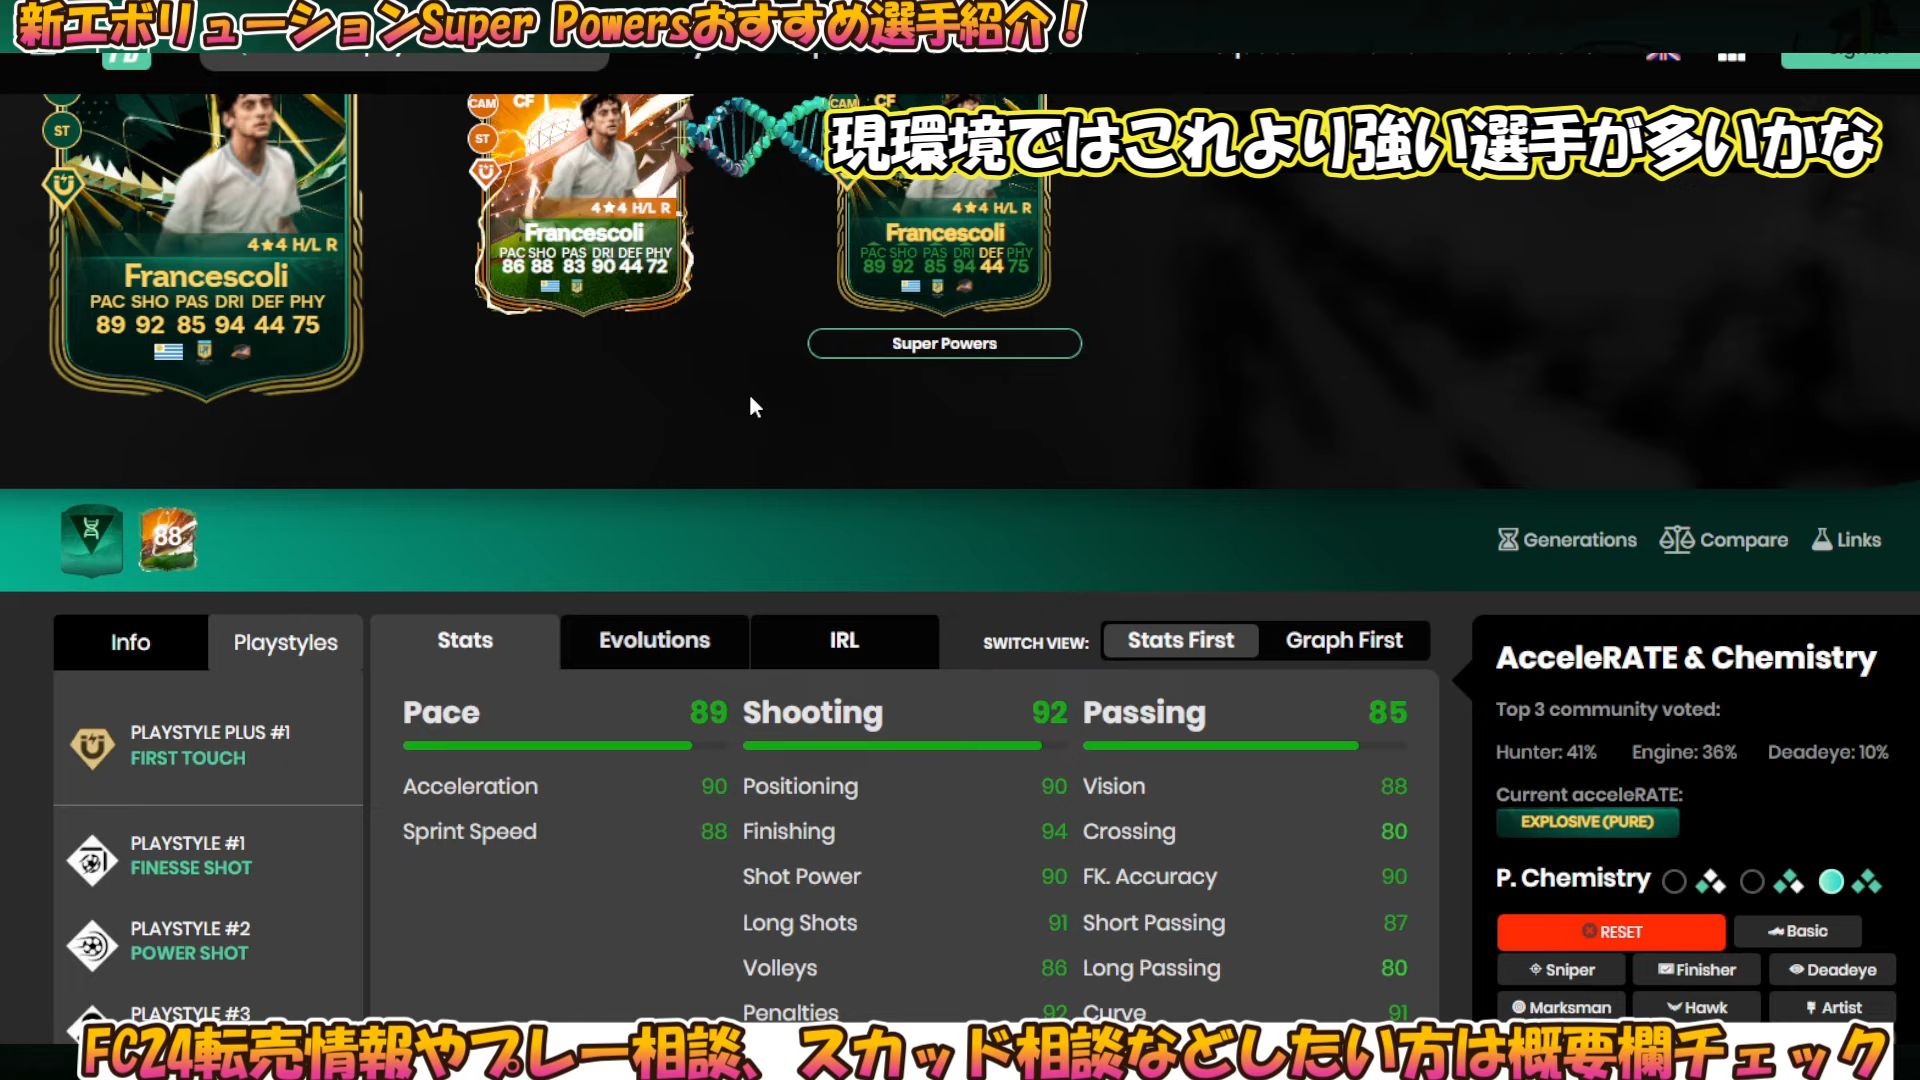 新エボリューションSuper Powersおすすめ選手紹介！
現環境ではこれより強い選手が多いかな
ST
4★4 H/L R
Francescoli
PAC SHO PAS DRI DEF PHY
89 92 85 94 44 75
CAM CF
ST
4★4 H/L R
Francescoli
PAC SHO PAS DRI DEF PHY
86 88 83 90 44 72
CAM CF
4★4 H/L R
Francescoli
PAC SHO PAS DRI DEF PHY
89 92 85 94 44 75
Super Powers
88
Generations Compare Links
Info Playstyles
PLAYSTYLE PLUS #1
FIRST TOUCH
PLAYSTYLE #1
FINESSE SHOT
PLAYSTYLE #2
POWER SHOT
PLAYSTYLE #3
Stats Evolutions IRL
SWITCH VIEW: Stats First Graph First
Pace 89
Acceleration 90
Sprint Speed 88
Shooting 92
Positioning 90
Finishing 94
Shot Power 90
Long Shots 91
Volleys 86
Penalties 92
Passing 85
Vision 88
Crossing 80
FK. Accuracy 90
Short Passing 87
Long Passing 80
Curve 91
AcceleRATE & Chemistry
Top 3 community voted:
Hunter: 41% Engine: 36% Deadeye: 10%
Current acceleRATE:
EXPLOSIVE (PURE)
P. Chemistry
RESET Basic
Sniper Finisher Deadeye
Marksman Hawk Artist
FC24転売情報やプレー相談、スカッド相談などしたい方は概要欄チェック